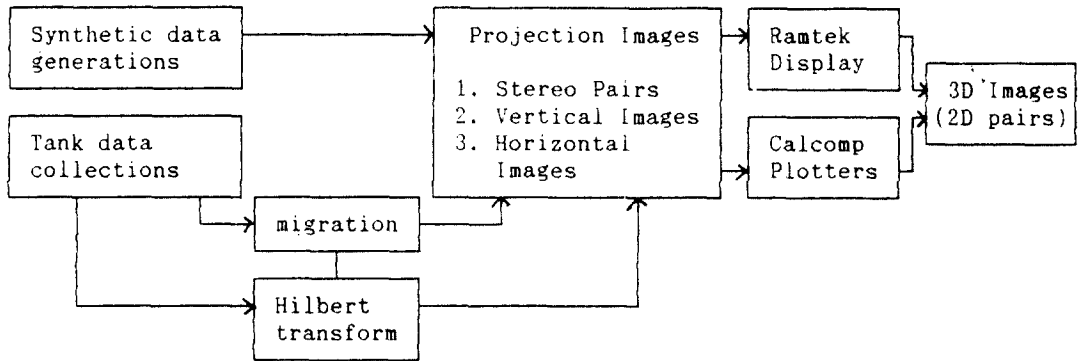 Synthetic data
generations
Tank data
collections
migration
Hilbert
transform
Projection Images
1. Stereo Pairs
2. Vertical Images
3. Horizontal
Images
Ramtek
Display
Calcomp
Plotters
3D Images
(2D pairs)